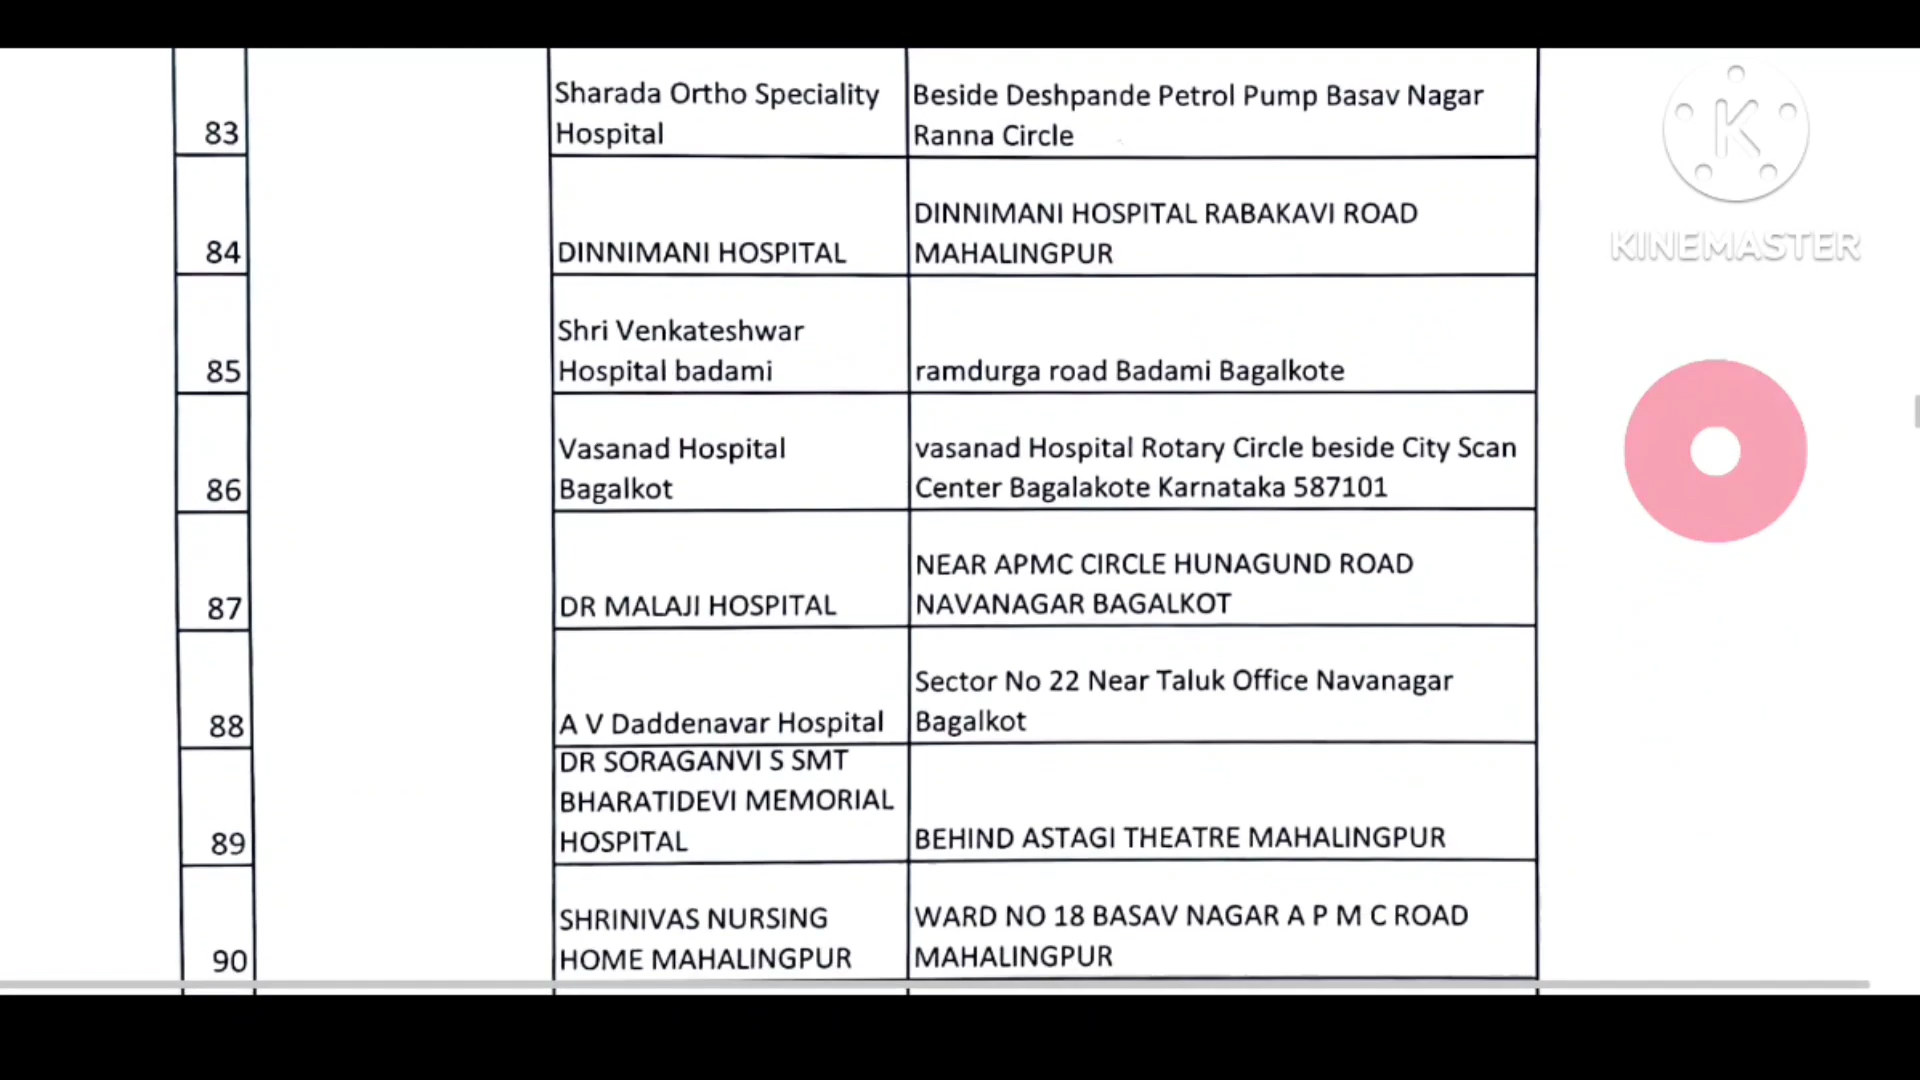 83
Sharada Ortho Speciality
Hospital
Beside Deshpande Petrol Pump Basav Nagar
Ranna Circle
84
DINNIMANI HOSPITAL
DINNIMANI HOSPITAL RABAKAVI ROAD
MAHALINGPUR
85
Shri Venkateshwar
Hospital badami
ramdurga road Badami Bagalkote
86
Vasanad Hospital
Bagalkot
vasanad Hospital Rotary Circle beside City Scan
Center Bagalakote Karnataka 587101
87
DR MALAJI HOSPITAL
NEAR APMC CIRCLE HUNAGUND ROAD
NAVANAGAR BAGALKOT
88
A V Daddenavar Hospital
Sector No 22 Near Taluk Office Navanagar
Bagalkot
89
DR SORAGANVI S SMT
BHARATIDEVI MEMORIAL
HOSPITAL
BEHIND ASTAGI THEATRE MAHALINGPUR
90
SHRINIVAS NURSING
HOME MAHALINGPUR
WARD NO 18 BASAV NAGAR A P M C ROAD
MAHALINGPUR
K
KINEMASTER